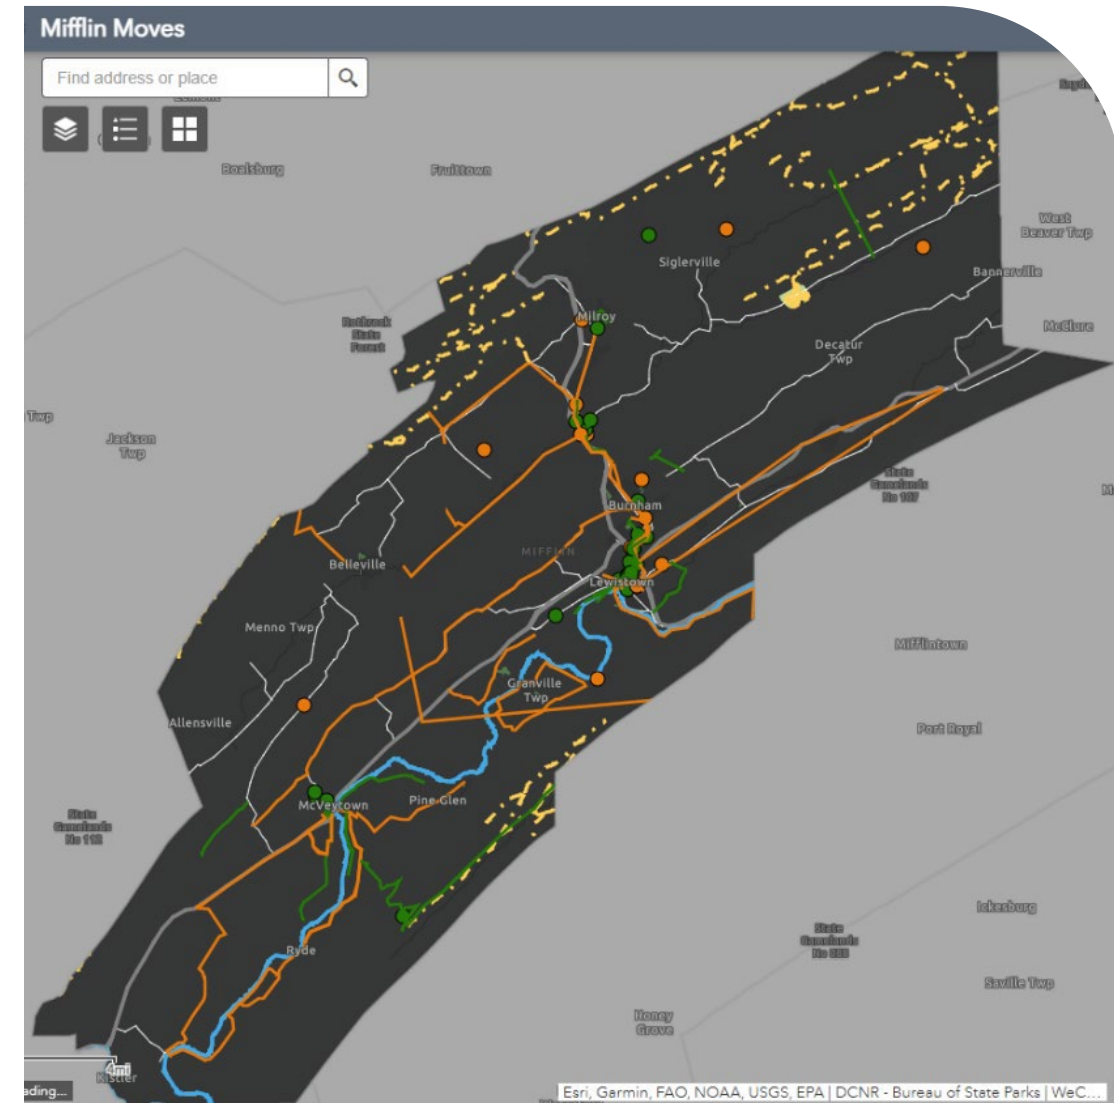 Mifflin Moves
Find address or place
Boalsburg
Fruittown
West
Beaver Twp
Siglerville
Bannerville
Milroy
Rothrock
State
Forest
McClure
Decatur
Twp
Twp
Jackson
Twp
State
Gamelands
No 107
Burnham
MIFFLIN
Belleville
Lewistown
Menno Twp
Mifflintown
Granville
Twp
Allensville
Port Royal
McVeytown
Pine Glen
State
Gamelands
No 112
Ickesburg
State
Gamelands
No 088
Ryde
Saville Twp
Honey
Grove
4mi
Kistler
ading...
Esri, Garmin, FAO, NOAA, USGS, EPA | DCNR - Bureau of State Parks | WeC...